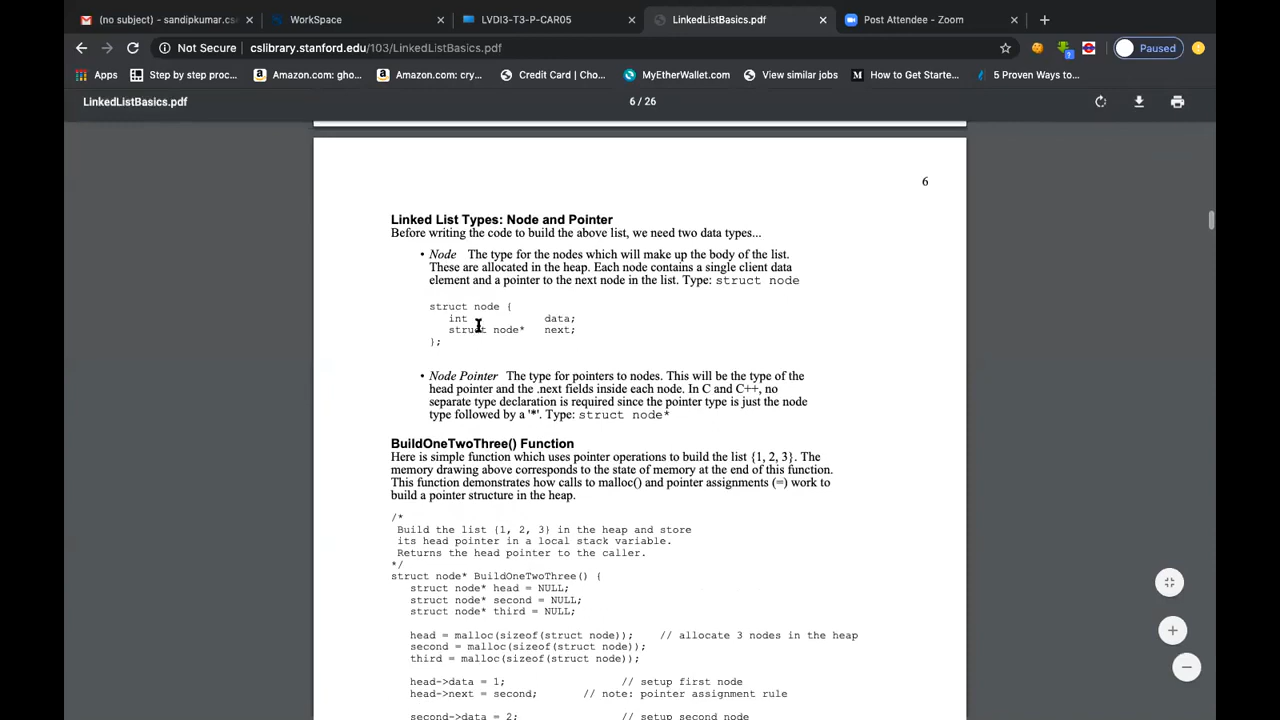 (no subject) - sandipkumar.cs
WorkSpace
LVDI3-T3-P-CAR05
LinkedListBasics.pdf
Post Attendee - Zoom
Not Secure
cslibrary.stanford.edu/103/LinkedListBasics.pdf
Paused
Apps
Step by step proc...
Amazon.com: gho...
Amazon.com: cry...
Credit Card | Cho...
MyEtherWallet.com
View similar jobs
How to Get Starte...
5 Proven Ways to...
LinkedListBasics.pdf
6 / 26
6
Linked List Types: Node and Pointer
Before writing the code to build the above list, we need two data types...
• Node The type for the nodes which will make up the body of the list.
These are allocated in the heap. Each node contains a single client data
element and a pointer to the next node in the list. Type: struct node
struct node {
int data;
struct node* next;
};
• Node Pointer The type for pointers to nodes. This will be the type of the
head pointer and the .next fields inside each node. In C and C++, no
separate type declaration is required since the pointer type is just the node
type followed by a '*'. Type: struct node*
BuildOneTwoThree() Function
Here is simple function which uses pointer operations to build the list {1, 2, 3}. The
memory drawing above corresponds to the state of memory at the end of this function.
This function demonstrates how calls to malloc() and pointer assignments (=) work to
build a pointer structure in the heap.
/*
Build the list {1, 2, 3} in the heap and store
its head pointer in a local stack variable.
Returns the head pointer to the caller.
*/
struct node* BuildOneTwoThree() {
struct node* head = NULL;
struct node* second = NULL;
struct node* third = NULL;
head = malloc(sizeof(struct node)); // allocate 3 nodes in the heap
second = malloc(sizeof(struct node));
third = malloc(sizeof(struct node));
head->data = 1; // setup first node
head->next = second; // note: pointer assignment rule
second->data = 2; // setup second node